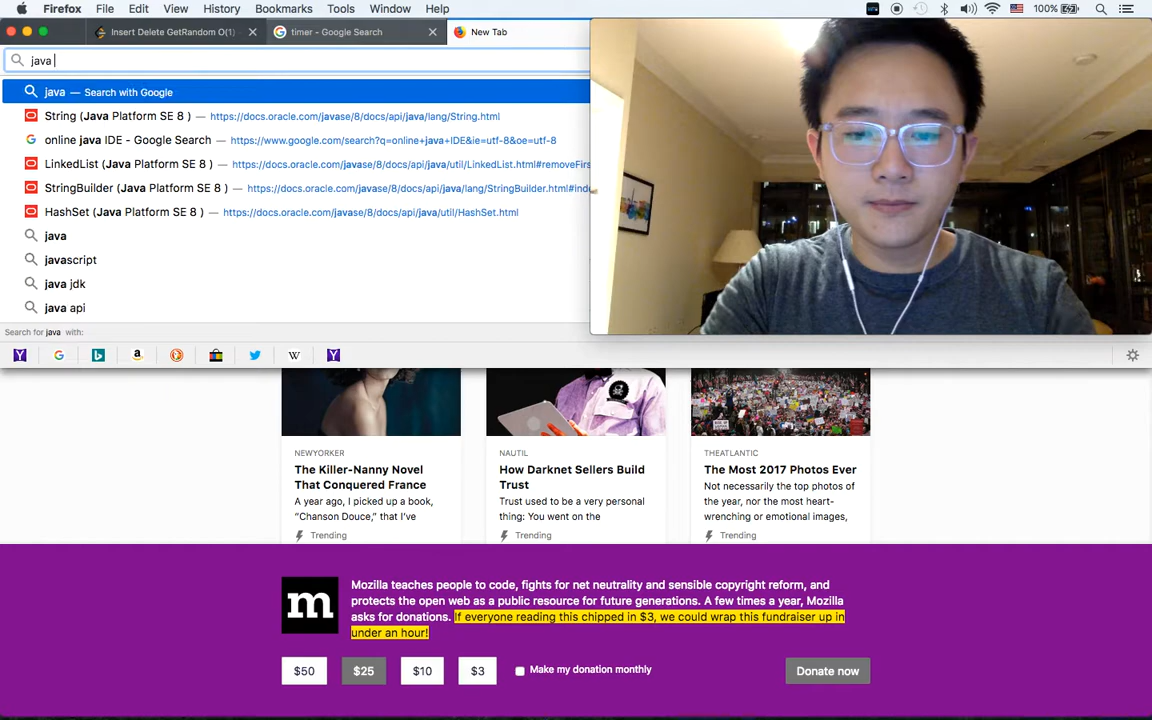 Firefox File Edit View History Bookmarks Tools Window Help 100%
Insert Delete GetRandom O(1)
timer - Google Search
New Tab
java
java — Search with Google
String (Java Platform SE 8 ) — https://docs.oracle.com/javase/8/docs/api/java/lang/String.html
online java IDE - Google Search — https://www.google.com/search?q=online+java+IDE&ie=utf-8&oe=utf-8
LinkedList (Java Platform SE 8 ) — https://docs.oracle.com/javase/8/docs/api/java/util/LinkedList.html#removeFirs
StringBuilder (Java Platform SE 8 ) — https://docs.oracle.com/javase/8/docs/api/java/lang/StringBuilder.html#inde
HashSet (Java Platform SE 8 ) — https://docs.oracle.com/javase/8/docs/api/java/util/HashSet.html
java
javascript
java jdk
java api
Search for java with:
NEWYORKER
The Killer-Nanny Novel
That Conquered France
A year ago, I picked up a book,
“Chanson Douce,” that I’ve
Trending
NAUTIL
How Darknet Sellers Build
Trust
Trust used to be a very personal
thing: You went on the
Trending
THEATLANTIC
The Most 2017 Photos Ever
Not necessarily the top photos of
the year, nor the most heart-
wrenching or emotional images,
Trending
m
Mozilla teaches people to code, fights for net neutrality and sensible copyright reform, and
protects the open web as a public resource for future generations. A few times a year, Mozilla
asks for donations. If everyone reading this chipped in $3, we could wrap this fundraiser up in
under an hour!
$50 $25 $10 $3 Make my donation monthly Donate now